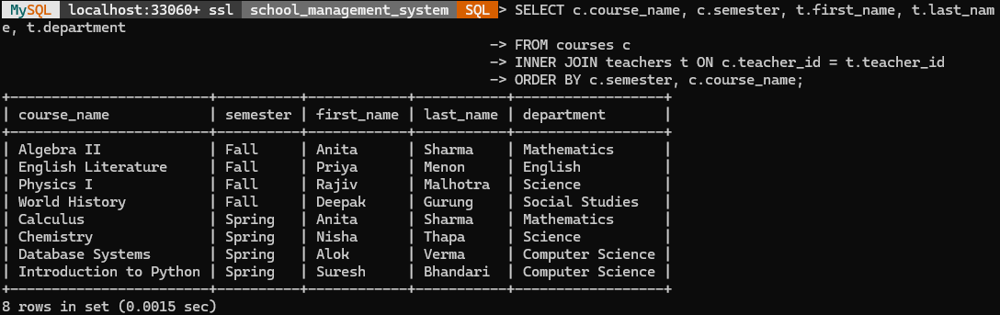 MySQL localhost:33060+ ssl school_management_system SQL > SELECT c.course_name, c.semester, t.first_name, t.last_nam
e, t.department
-> FROM courses c
-> INNER JOIN teachers t ON c.teacher_id = t.teacher_id
-> ORDER BY c.semester, c.course_name;
+------------------------+----------+------------+-----------+------------------+
| course_name            | semester | first_name | last_name | department       |
+------------------------+----------+------------+-----------+------------------+
| Algebra II             | Fall     | Anita      | Sharma    | Mathematics      |
| English Literature     | Fall     | Priya      | Menon     | English          |
| Physics I              | Fall     | Rajiv      | Malhotra  | Science          |
| World History          | Fall     | Deepak     | Gurung    | Social Studies   |
| Calculus               | Spring   | Anita      | Sharma    | Mathematics      |
| Chemistry              | Spring   | Nisha      | Thapa     | Science          |
| Database Systems       | Spring   | Alok       | Verma     | Computer Science |
| Introduction to Python | Spring   | Suresh     | Bhandari  | Computer Science |
+------------------------+----------+------------+-----------+------------------+
8 rows in set (0.0015 sec)